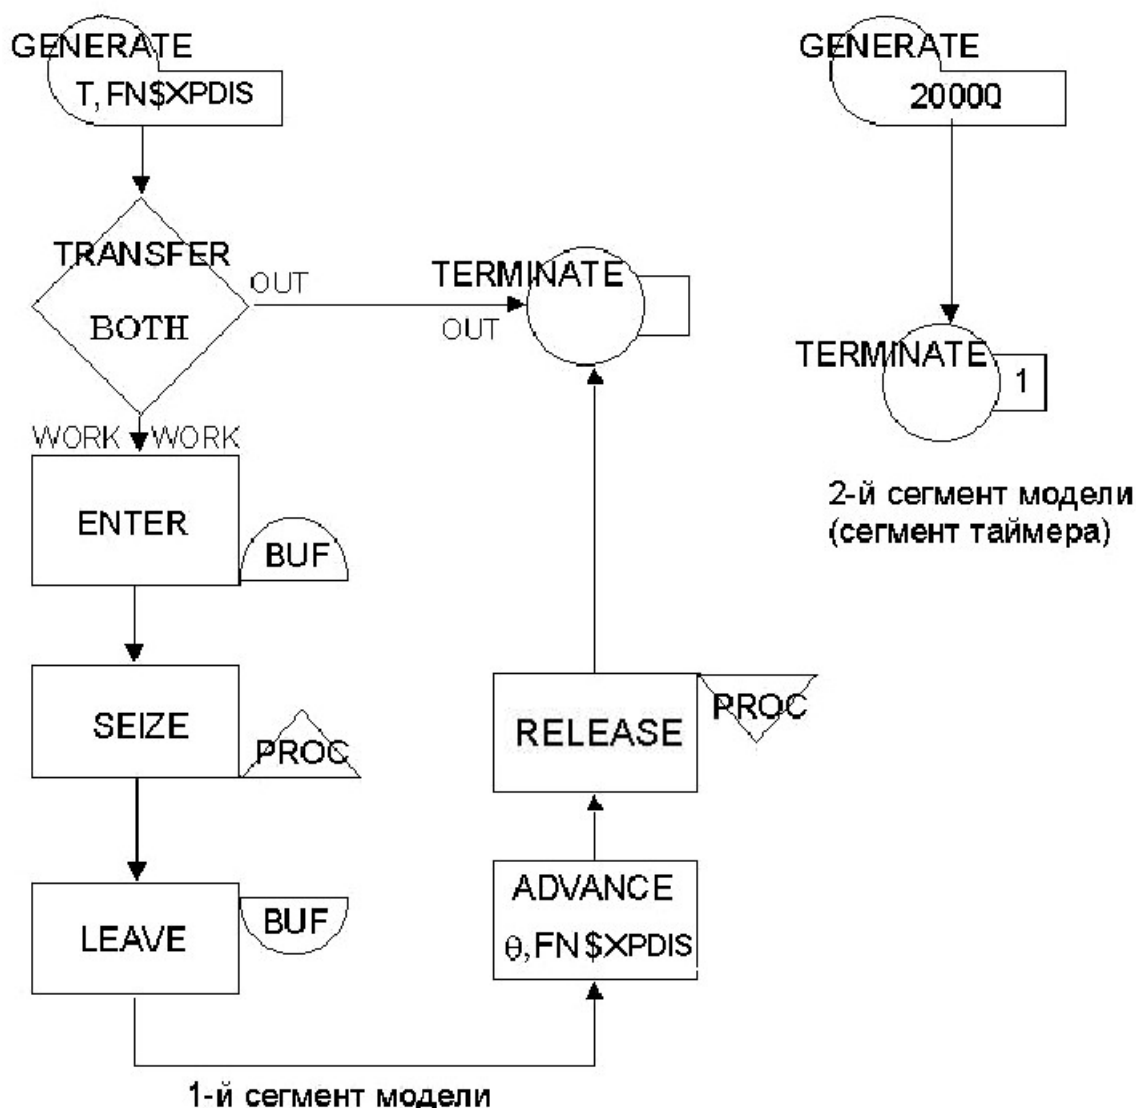 GENERATE
T, FN$XPDIS
TRANSFER
BOTH
OUT
OUT
TERMINATE
WORK WORK
ENTER
BUF
SEIZE
PROC
LEAVE
BUF
RELEASE
PROC
ADVANCE
θ, FN$XPDIS
1-й сегмент модели
GENERATE
20000
TERMINATE
1
2-й сегмент модели
(сегмент таймера)